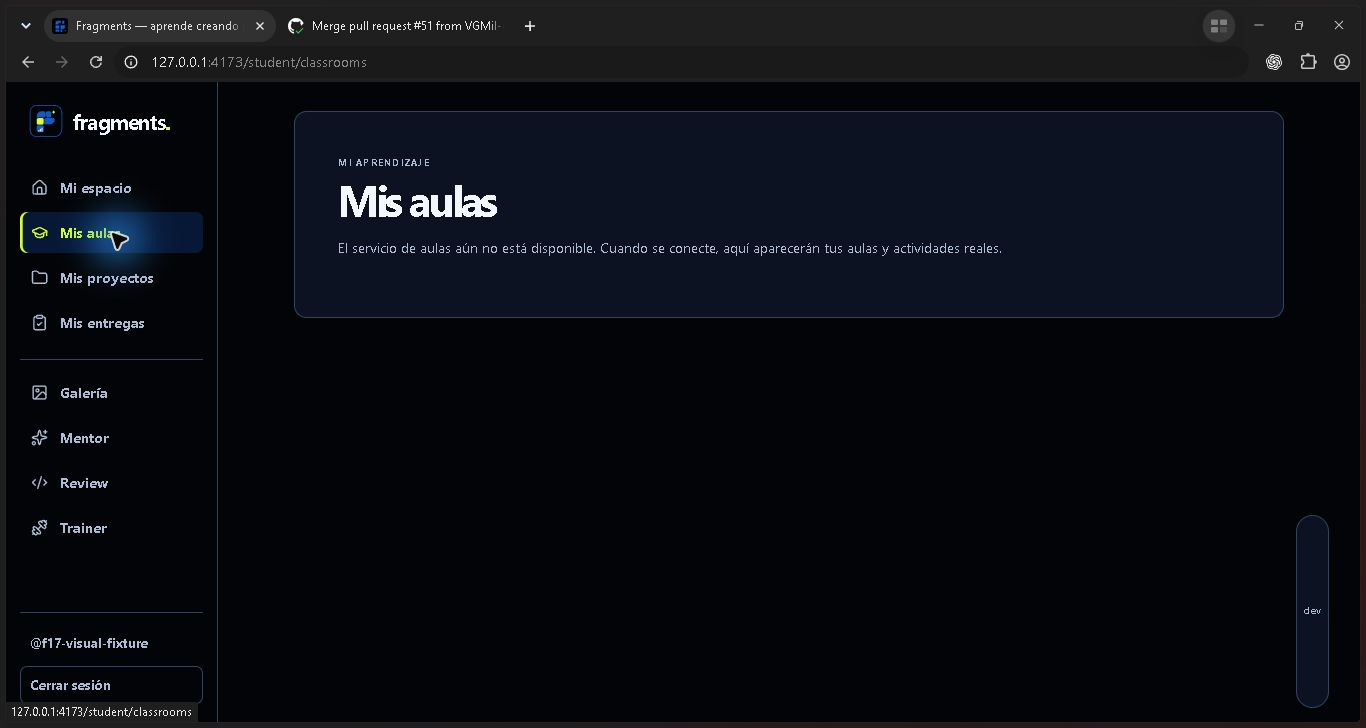 Fragments — aprende creando
Merge pull request #51 from VGMil-
127.0.0.1:4173/student/classrooms
fragments.
Mi espacio
Mis aulas
Mis proyectos
Mis entregas
Galería
Mentor
Review
Trainer
@f17-visual-fixture
Cerrar sesión
127.0.0.1:4173/student/classrooms
MI APRENDIZAJE
Mis aulas
El servicio de aulas aún no está disponible. Cuando se conecte, aquí aparecerán tus aulas y actividades reales.
dev